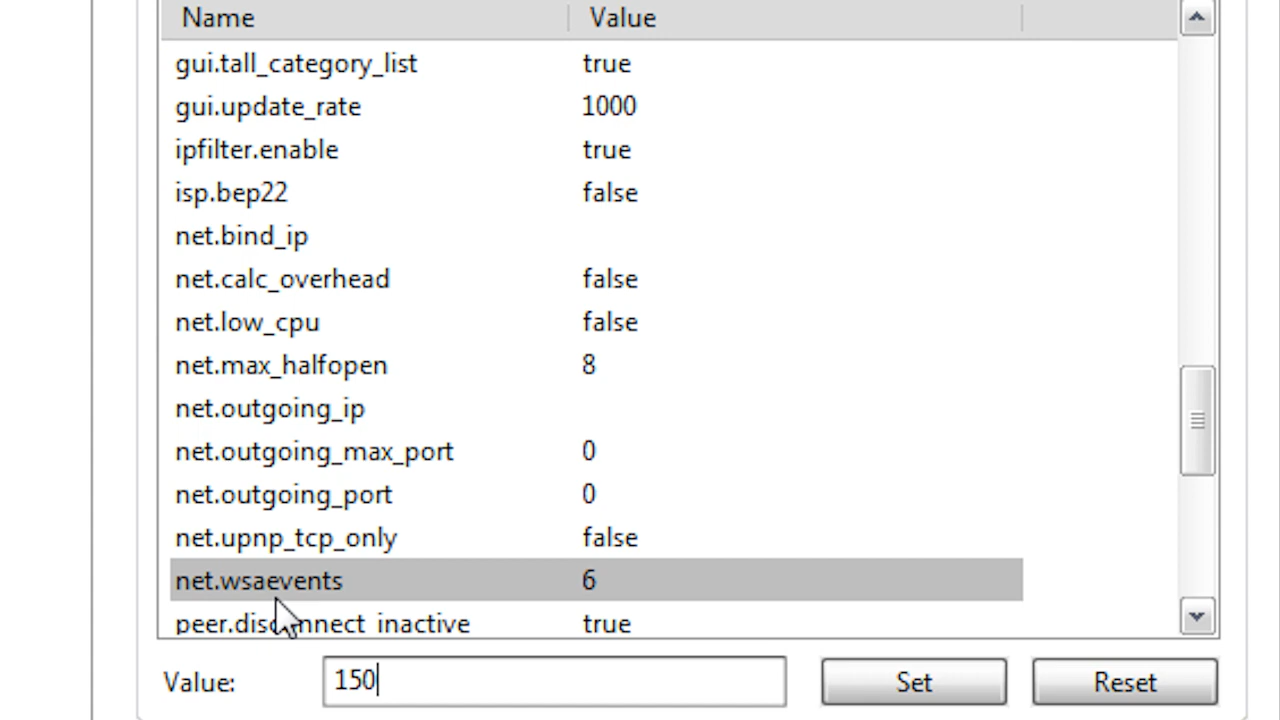 Name Value
gui.tall_category_list true
gui.update_rate 1000
ipfilter.enable true
isp.bep22 false
net.bind_ip
net.calc_overhead false
net.low_cpu false
net.max_halfopen 8
net.outgoing_ip
net.outgoing_max_port 0
net.outgoing_port 0
net.upnp_tcp_only false
net.wsaevents 6
peer.disconnect_inactive true
Value: 150 Set Reset